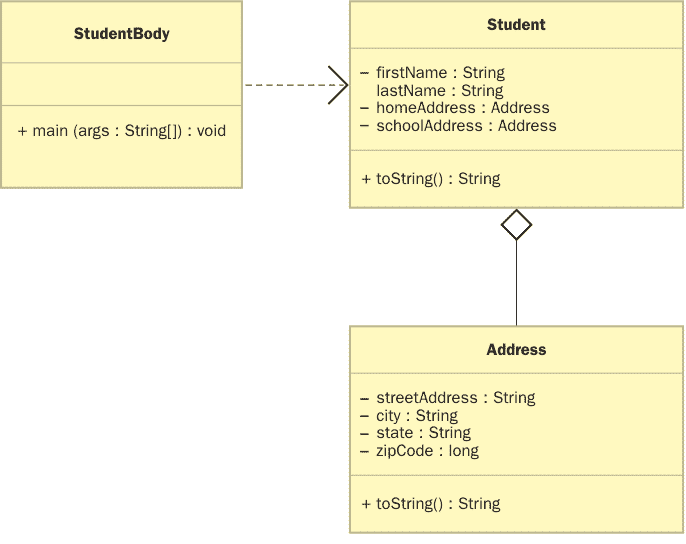 StudentBody
+ main (args : String[]) : void
Student
– firstName : String
lastName : String
– homeAddress : Address
– schoolAddress : Address
+ toString() : String
Address
– streetAddress : String
– city : String
– state : String
– zipCode : long
+ toString() : String